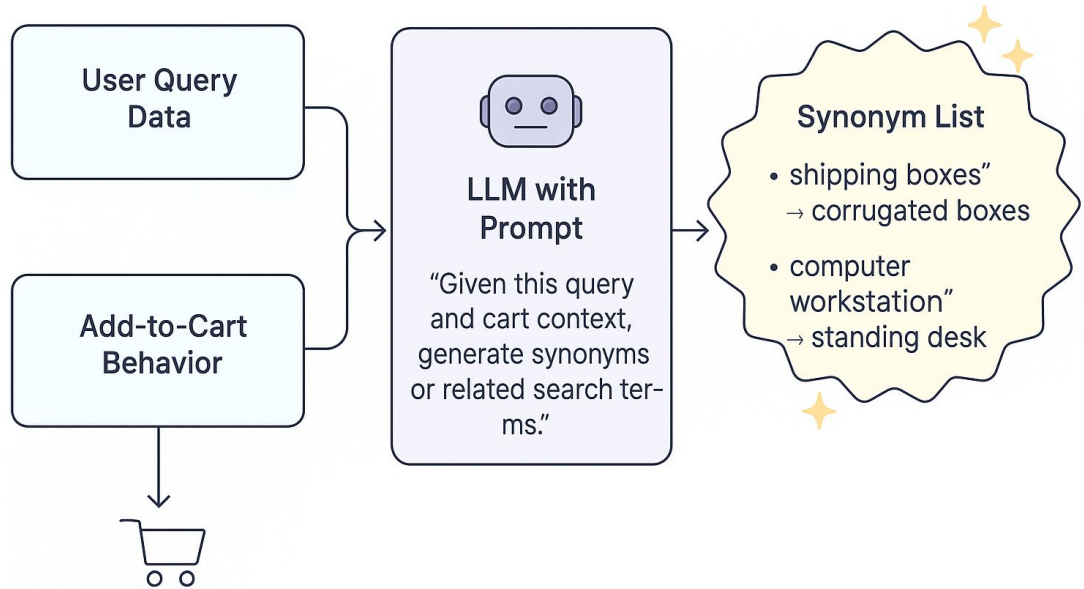 User Query
Data
Add-to-Cart
Behavior
LLM with
Prompt
“Given this query
and cart context,
generate synonyms
or related search ter-
ms.”
Synonym List
• shipping boxes”
→ corrugated boxes
• computer
workstation”
→ standing desk